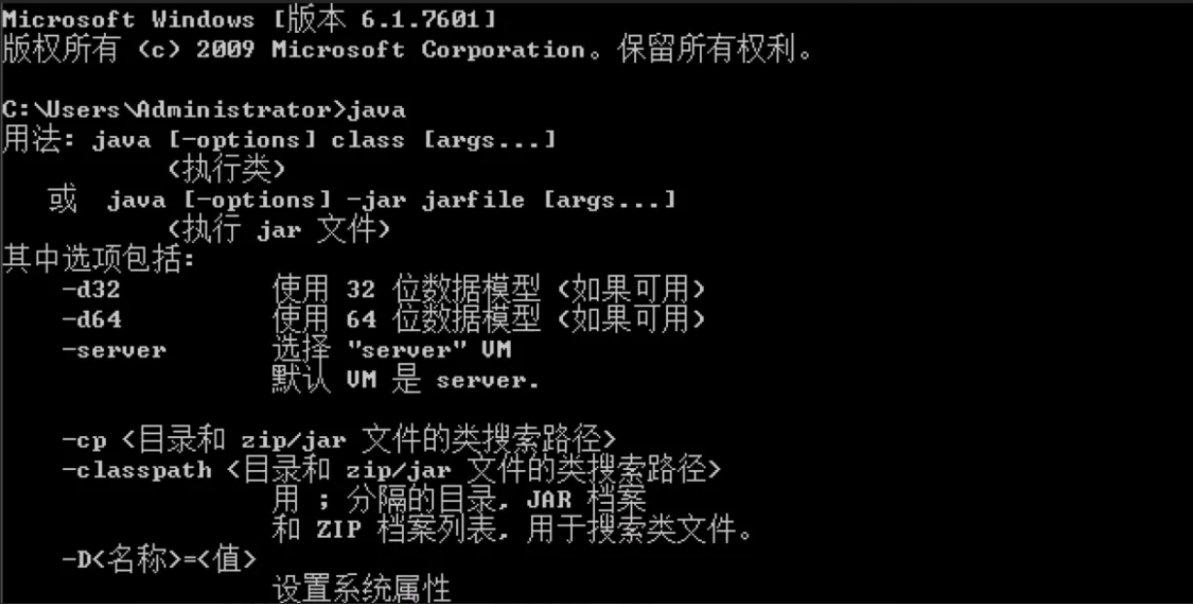 Microsoft Windows [版本 6.1.7601]
版权所有 (c) 2009 Microsoft Corporation。保留所有权利。
C:\Users\Administrator>java
用法: java [-options] class [args...]
(执行类)
或 java [-options] -jar jarfile [args...]
(执行 jar 文件)
其中选项包括:
-d32 使用 32 位数据模型 (如果可用)
-d64 使用 64 位数据模型 (如果可用)
-server 选择 "server" VM
默认 VM 是 server.
-cp <目录和 zip/jar 文件的类搜索路径>
-classpath <目录和 zip/jar 文件的类搜索路径>
用 ; 分隔的目录, JAR 档案
和 ZIP 档案列表, 用于搜索类文件。
-D<名称>=<值>
设置系统属性